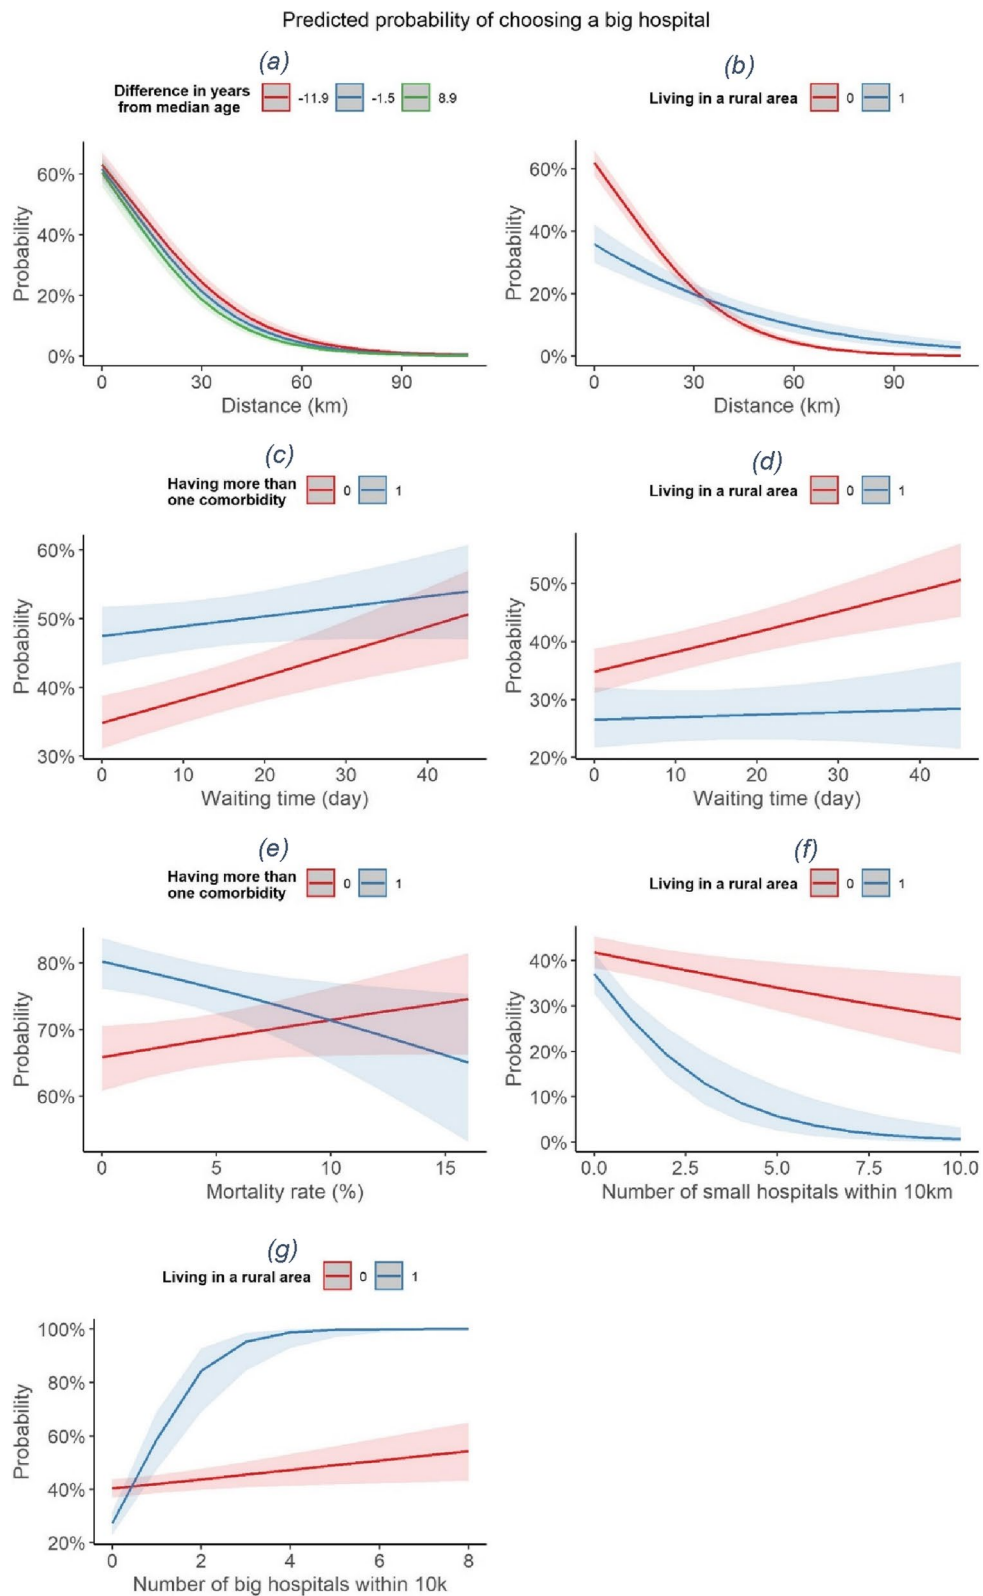 Predicted probability of choosing a big hospital
(a)
Difference in years
from median age
-11.9 -1.5 8.9
60%
40%
20%
0%
Probability
0 30 60 90
Distance (km)
(b)
Living in a rural area 0 1
60%
40%
20%
0%
Probability
0 30 60 90
Distance (km)
(c)
Having more than
one comorbidity
0 1
60%
50%
40%
30%
Probability
0 10 20 30 40
Waiting time (day)
(d)
Living in a rural area 0 1
50%
40%
30%
20%
Probability
0 10 20 30 40
Waiting time (day)
(e)
Having more than
one comorbidity
0 1
80%
70%
60%
Probability
0 5 10 15
Mortality rate (%)
(f)
Living in a rural area 0 1
40%
30%
20%
10%
0%
Probability
0.0 2.5 5.0 7.5 10.0
Number of small hospitals within 10km
(g)
Living in a rural area 0 1
100%
80%
60%
40%
20%
Probability
0 2 4 6 8
Number of big hospitals within 10k